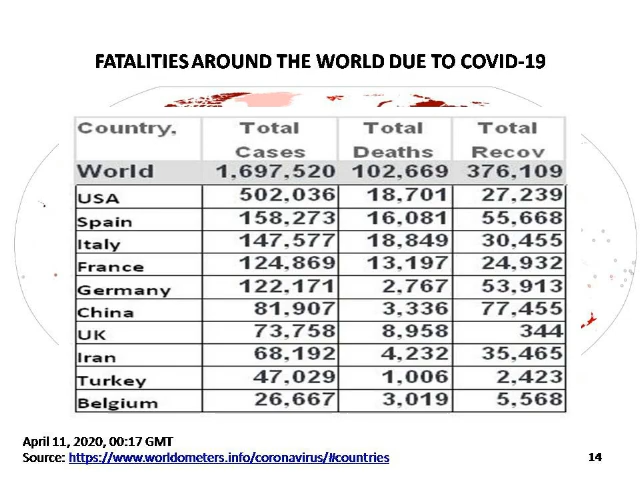 FATALITIES AROUND THE WORLD DUE TO COVID-19
Country, Total Cases Total Deaths Total Recov
World 1,697,520 102,669 376,109
USA 502,036 18,701 27,239
Spain 158,273 16,081 55,668
Italy 147,577 18,849 30,455
France 124,869 13,197 24,932
Germany 122,171 2,767 53,913
China 81,907 3,336 77,455
UK 73,758 8,958 344
Iran 68,192 4,232 35,465
Turkey 47,029 1,006 2,423
Belgium 26,667 3,019 5,568
April 11, 2020, 00:17 GMT
Source: https://www.worldometers.info/coronavirus/#countries
14